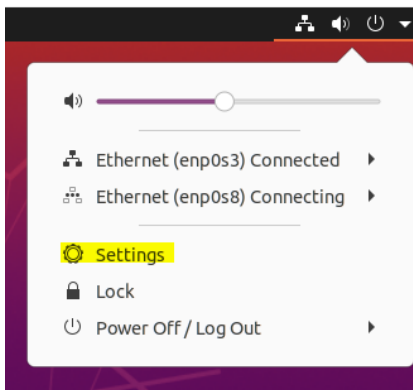 Ethernet (enp0s3) Connected
Ethernet (enp0s8) Connecting
Settings
Lock
Power Off / Log Out